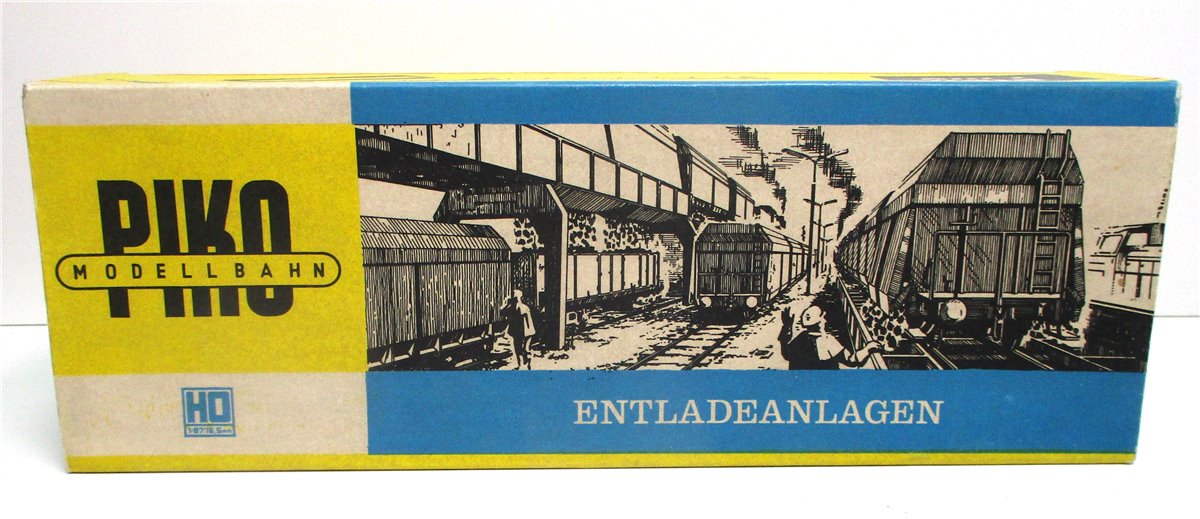 PIKO
MODELLBAHN
HO
1:87/16,5mm
ENTLADEANLAGEN